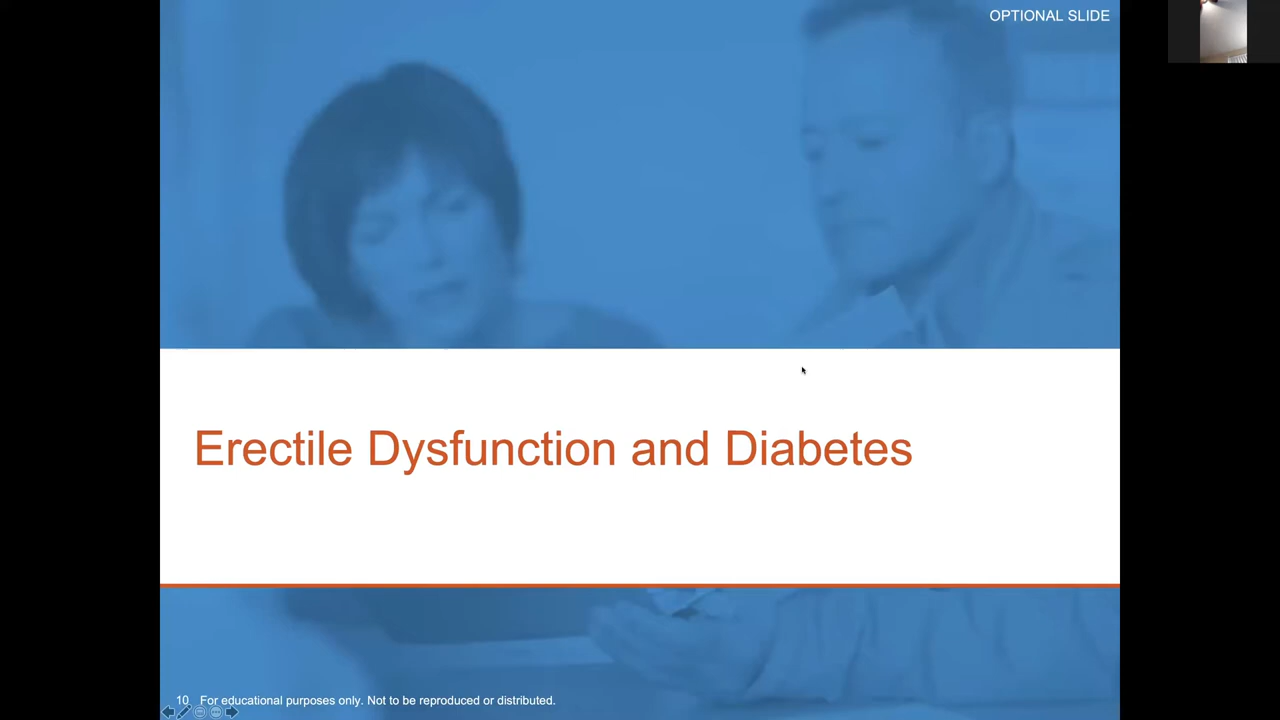 OPTIONAL SLIDE
Erectile Dysfunction and Diabetes
10 For educational purposes only. Not to be reproduced or distributed.